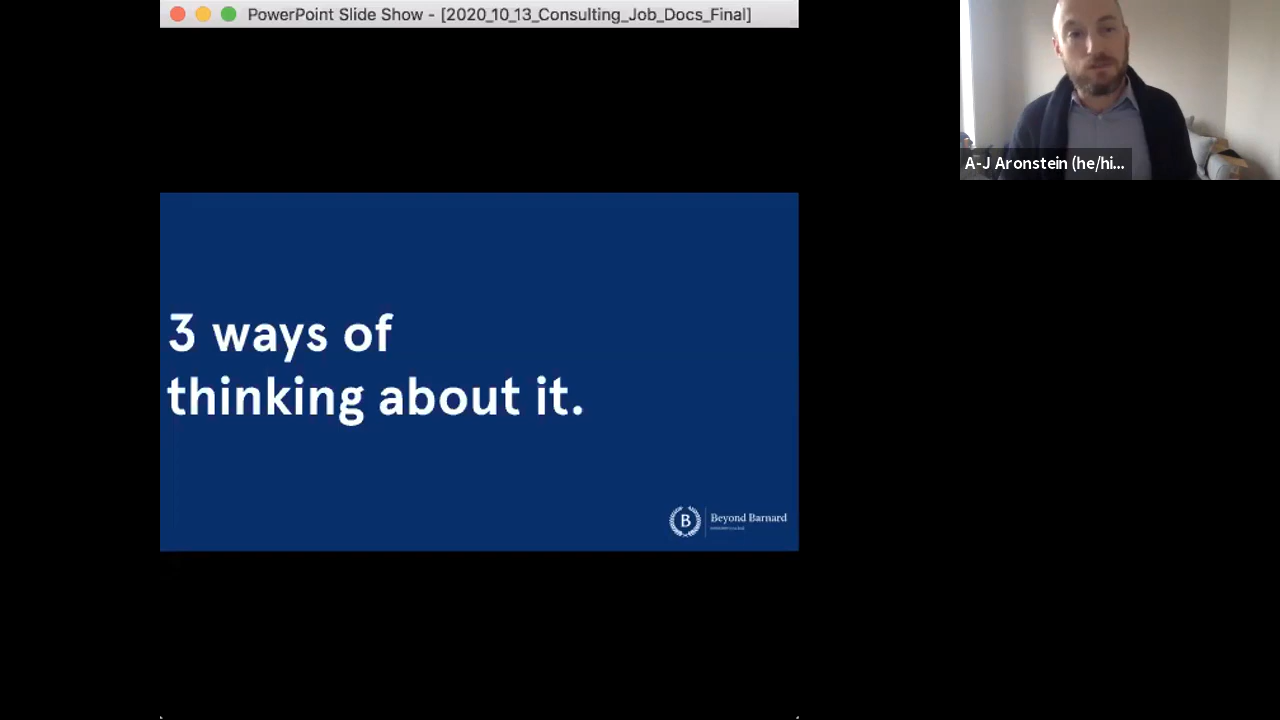 PowerPoint Slide Show - [2020_10_13_Consulting_Job_Docs_Final]
A-J Aronstein (he/hi...
3 ways of
thinking about it.
B
Beyond Barnard